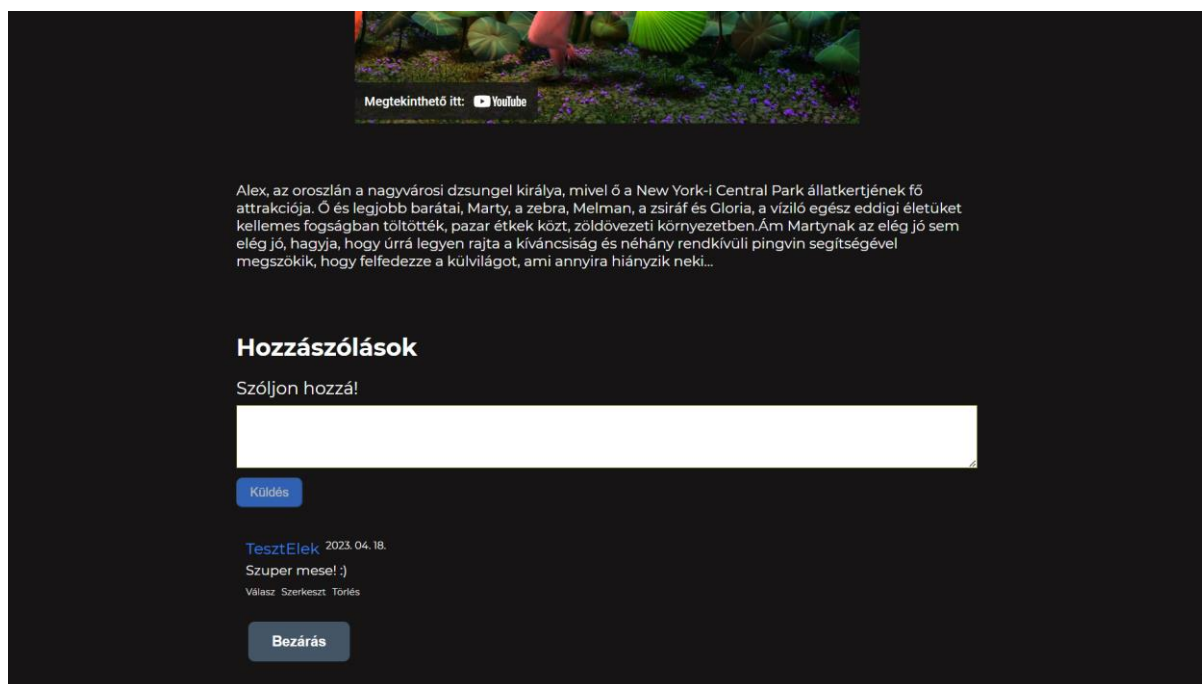 Megtekinthető itt: YouTube
Alex, az oroszlán a nagyvárosi dzsungel királya, mivel ő a New York-i Central Park állatkertjének fő
attrakciója. Ő és legjobb barátai, Marty, a zebra, Melman, a zsiráf és Gloria, a víziló egész eddigi életüket
kellemes fogságban töltötték, pazar étkek közt, zöldövezeti környezetben.Ám Martynak az elég jó sem
elég jó, hagyja, hogy úrrá legyen rajta a kíváncsiság és néhány rendkívüli pingvin segítségével
megszökik, hogy felfedezze a külvilágot, ami annyira hiányzik neki...
Hozzászólások
Szóljon hozzá!
Küldés
TesztElek 2023. 04. 18.
Szuper mese! :)
Válasz Szerkeszt Törlés
Bezárás